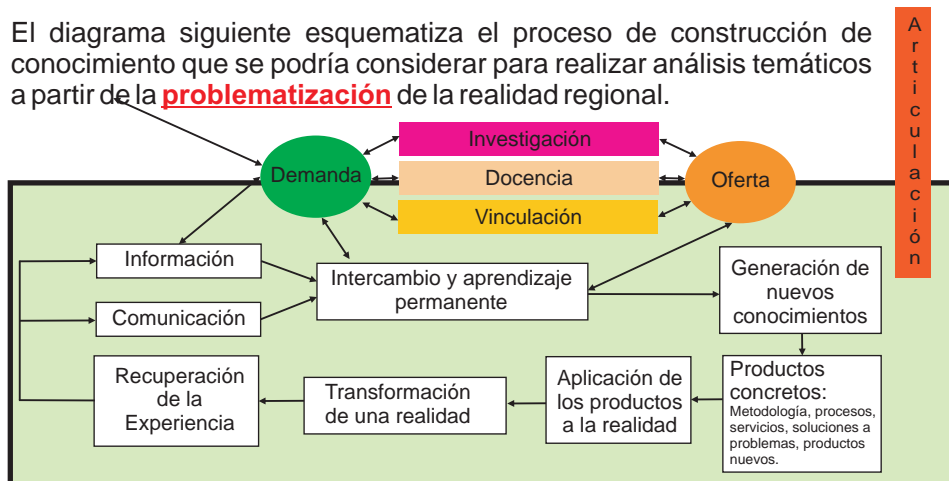 El diagrama siguiente esquematiza el proceso de construcción de
conocimiento que se podría considerar para realizar análisis temáticos
a partir de la problematización de la realidad regional.
Articulación
Investigación
Demanda
Docencia
Oferta
Vinculación
Información
Intercambio y aprendizaje
permanente
Generación de
nuevos
conocimientos
Comunicación
Recuperación
de la
Experiencia
Transformación
de una realidad
Aplicación de
los productos
a la realidad
Productos
concretos:
Metodología, procesos,
servicios, soluciones a
problemas, productos
nuevos.